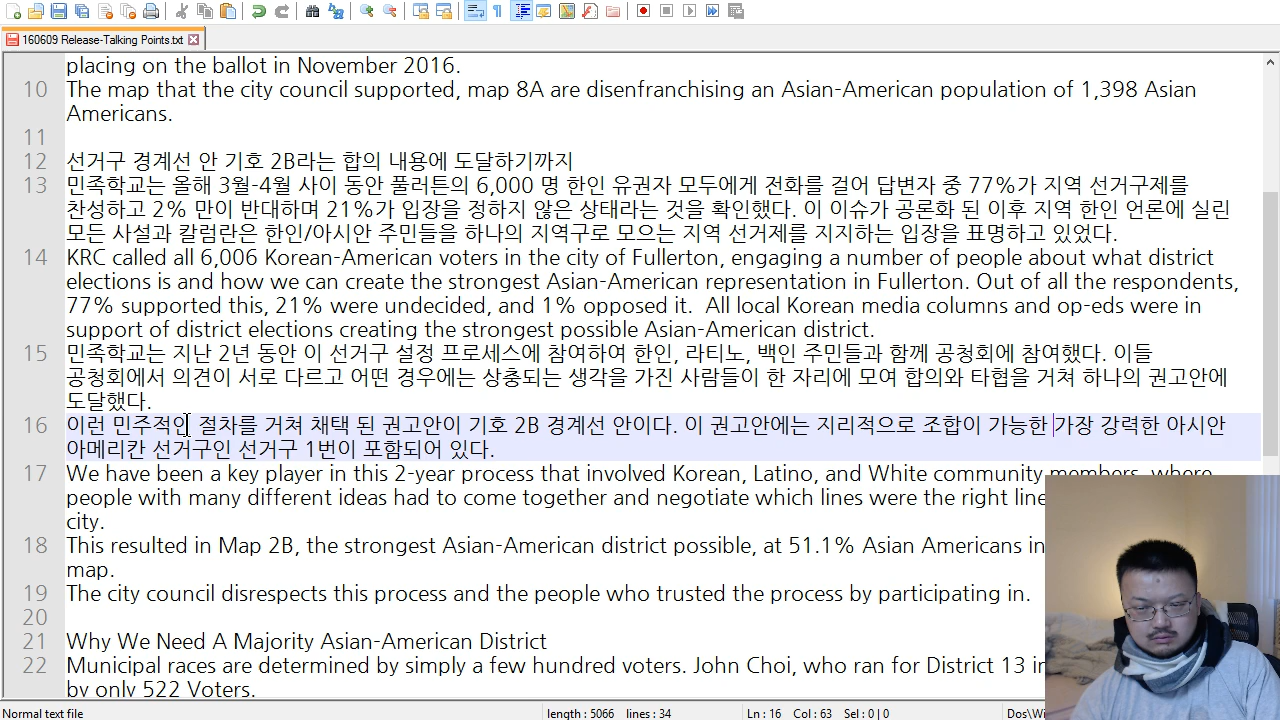 160609 Release-Talking Points.txt
placing on the ballot in November 2016.
10 The map that the city council supported, map 8A are disenfranchising an Asian-American population of 1,398 Asian
Americans.
11
12 선거구 경계선 안 기호 2B라는 합의 내용에 도달하기까지
13 민족학교는 올해 3월-4월 사이 동안 풀러튼의 6,000 명 한인 유권자 모두에게 전화를 걸어 답변자 중 77%가 지역 선거구제를
찬성하고 2% 만이 반대하며 21%가 입장을 정하지 않은 상태라는 것을 확인했다. 이 이슈가 공론화 된 이후 지역 한인 언론에 실린
모든 사설과 칼럼란은 한인/아시안 주민들을 하나의 지역구로 모으는 지역 선거제를 지지하는 입장을 표명하고 있었다.
14 KRC called all 6,006 Korean-American voters in the city of Fullerton, engaging a number of people about what district
elections is and how we can create the strongest Asian-American representation in Fullerton. Out of all the respondents,
77% supported this, 21% were undecided, and 1% opposed it.  All local Korean media columns and op-eds were in
support of district elections creating the strongest possible Asian-American district.
15 민족학교는 지난 2년 동안 이 선거구 설정 프로세스에 참여하여 한인, 라티노, 백인 주민들과 함께 공청회에 참여했다. 이들
공청회에서 의견이 서로 다르고 어떤 경우에는 상충되는 생각을 가진 사람들이 한 자리에 모여 합의와 타협을 거쳐 하나의 권고안에
도달했다.
16 이런 민주적인 절차를 거쳐 채택 된 권고안이 기호 2B 경계선 안이다. 이 권고안에는 지리적으로 조합이 가능한 가장 강력한 아시안
아메리칸 선거구인 선거구 1번이 포함되어 있다.
17 We have been a key player in this 2-year process that involved Korean, Latino, and White community members, where
people with many different ideas had to come together and negotiate which lines were the right line
city.
18 This resulted in Map 2B, the strongest Asian-American district possible, at 51.1% Asian Americans in
map.
19 The city council disrespects this process and the people who trusted the process by participating in.
20
21 Why We Need A Majority Asian-American District
22 Municipal races are determined by simply a few hundred voters. John Choi, who ran for District 13 in
by only 522 Voters.
Normal text file length : 5066 lines : 34 Ln : 16 Col : 63 Sel : 0 | 0 Dos\Wi